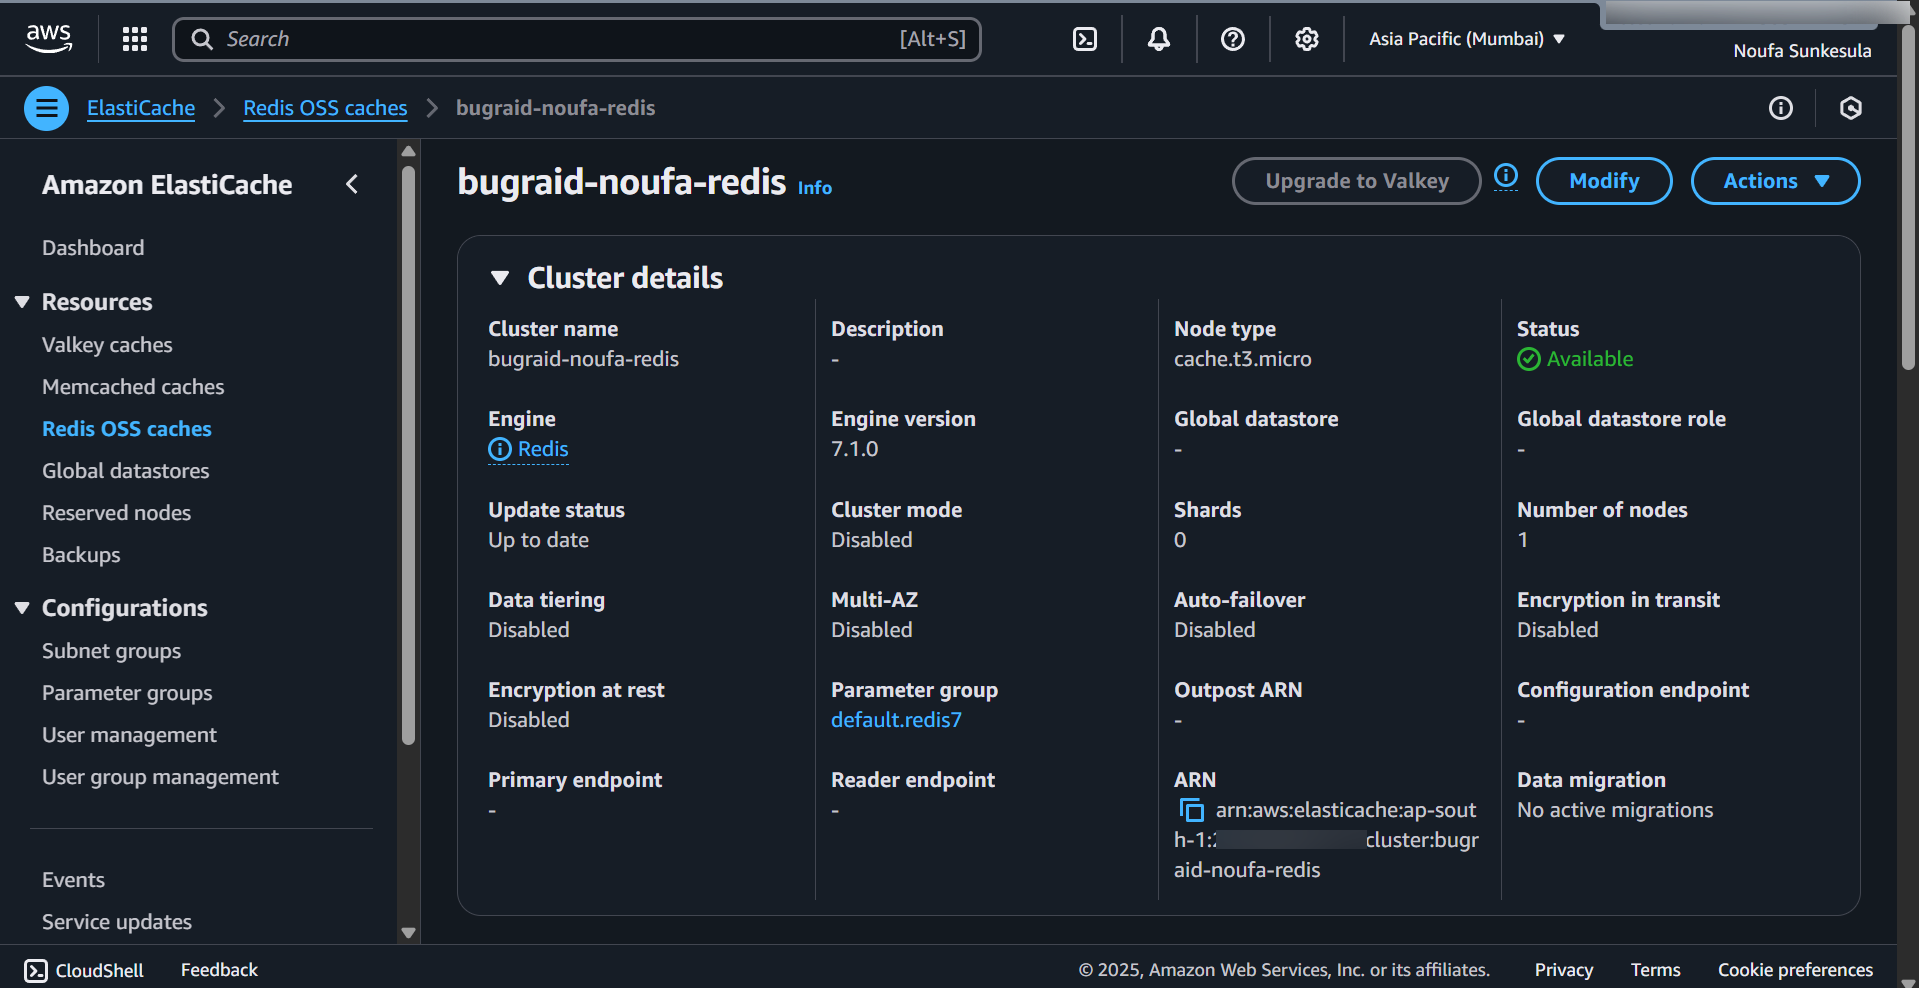 aws
Search
[Alt+S]
Asia Pacific (Mumbai)
Noufa Sunkesula
ElastiCache
Redis OSS caches
bugraid-noufa-redis
Amazon ElastiCache
Dashboard
Resources
Valkey caches
Memcached caches
Redis OSS caches
Global datastores
Reserved nodes
Backups
Configurations
Subnet groups
Parameter groups
User management
User group management
Events
Service updates
bugraid-noufa-redis Info
Upgrade to Valkey
Modify
Actions
Cluster details
Cluster name
bugraid-noufa-redis
Description
-
Node type
cache.t3.micro
Status
Available
Engine
Redis
Engine version
7.1.0
Global datastore
-
Global datastore role
-
Update status
Up to date
Cluster mode
Disabled
Shards
0
Number of nodes
1
Data tiering
Disabled
Multi-AZ
Disabled
Auto-failover
Disabled
Encryption in transit
Disabled
Encryption at rest
Disabled
Parameter group
default.redis7
Outpost ARN
-
Configuration endpoint
-
Primary endpoint
-
Reader endpoint
-
ARN
arn:aws:elasticache:ap-sout
h-1: cluster:bugr
aid-noufa-redis
Data migration
No active migrations
CloudShell
Feedback
© 2025, Amazon Web Services, Inc. or its affiliates.
Privacy
Terms
Cookie preferences